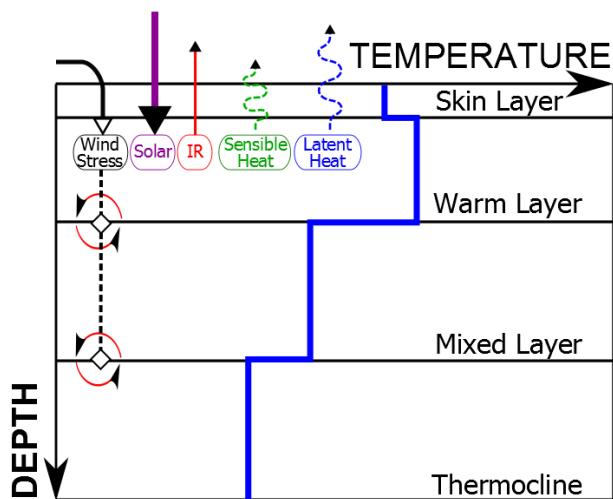 TEMPERATURE
Skin Layer
Wind
Stress
Solar
IR
Sensible
Heat
Latent
Heat
Warm Layer
Mixed Layer
DEPTH
Thermocline